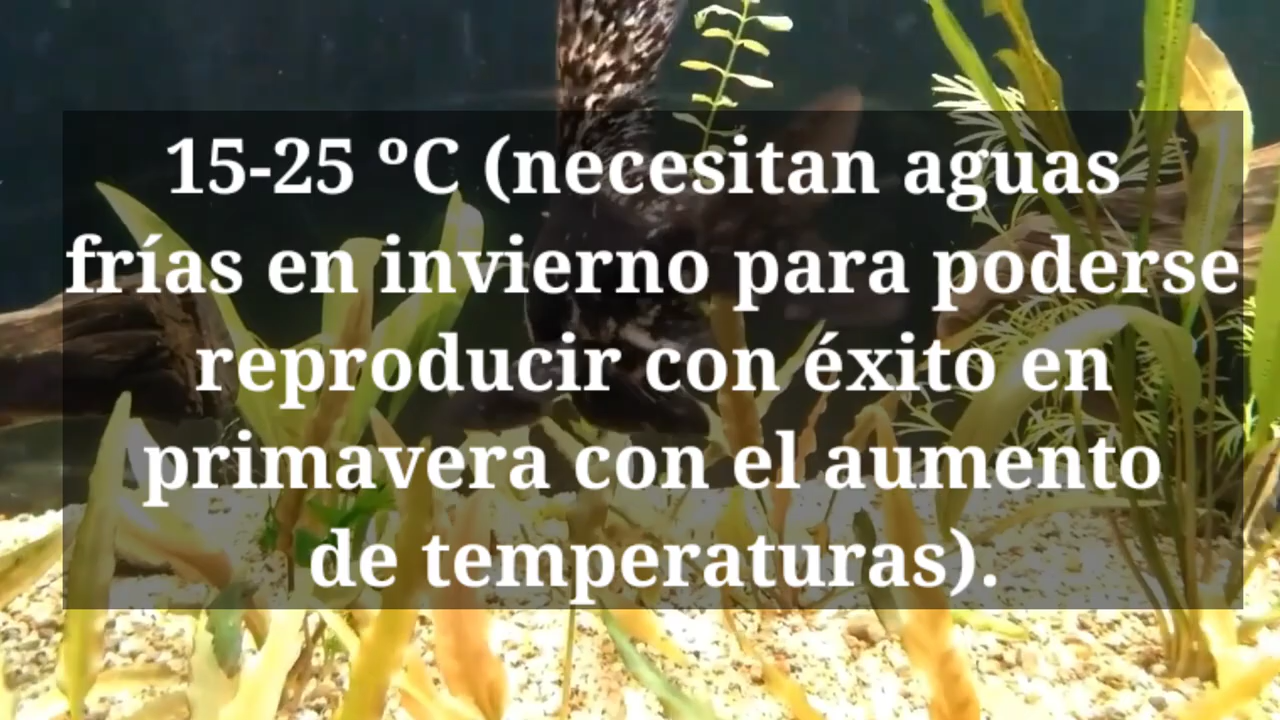 15-25 ºC (necesitan aguas
frías en invierno para poderse
reproducir con éxito en
primavera con el aumento
de temperaturas).